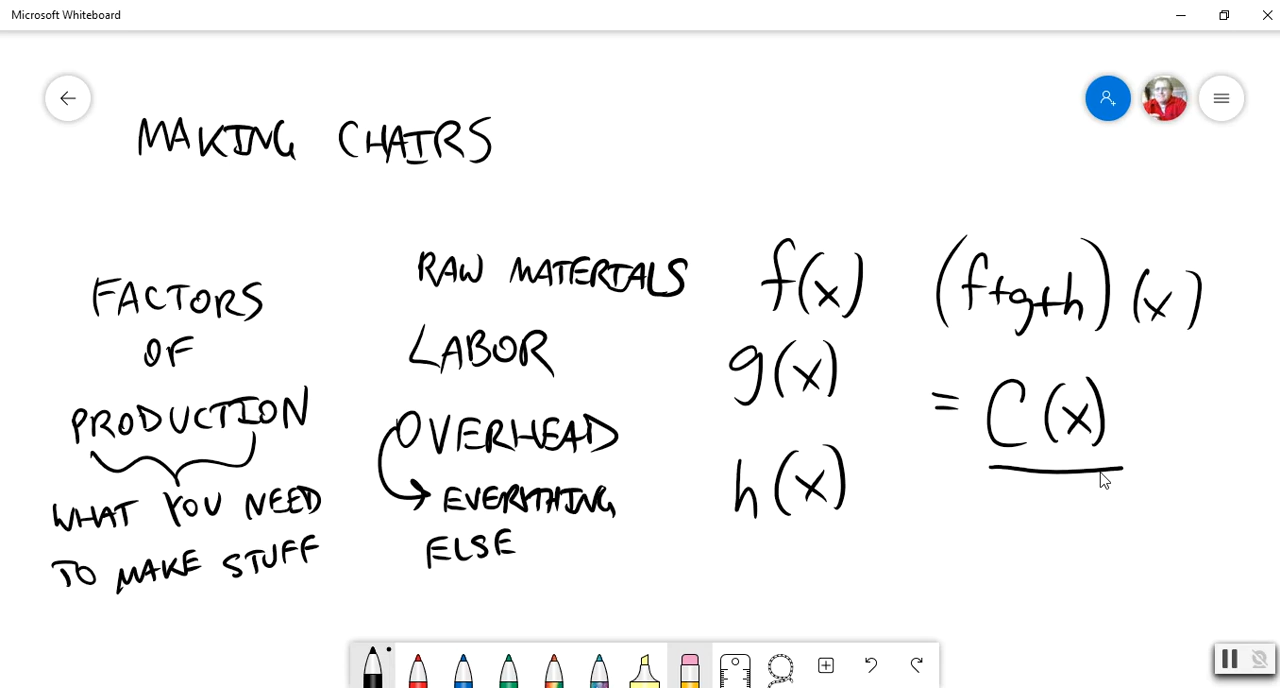 Microsoft Whiteboard
MAKING CHAIRS
FACTORS
OF
PRODUCTION
WHAT YOU NEED
TO MAKE STUFF
RAW MATERIALS
LABOR
OVERHEAD
EVERYTHING
ELSE
f(x)
g(x)
h(x)
(f+g+h)(x)
= C(x)